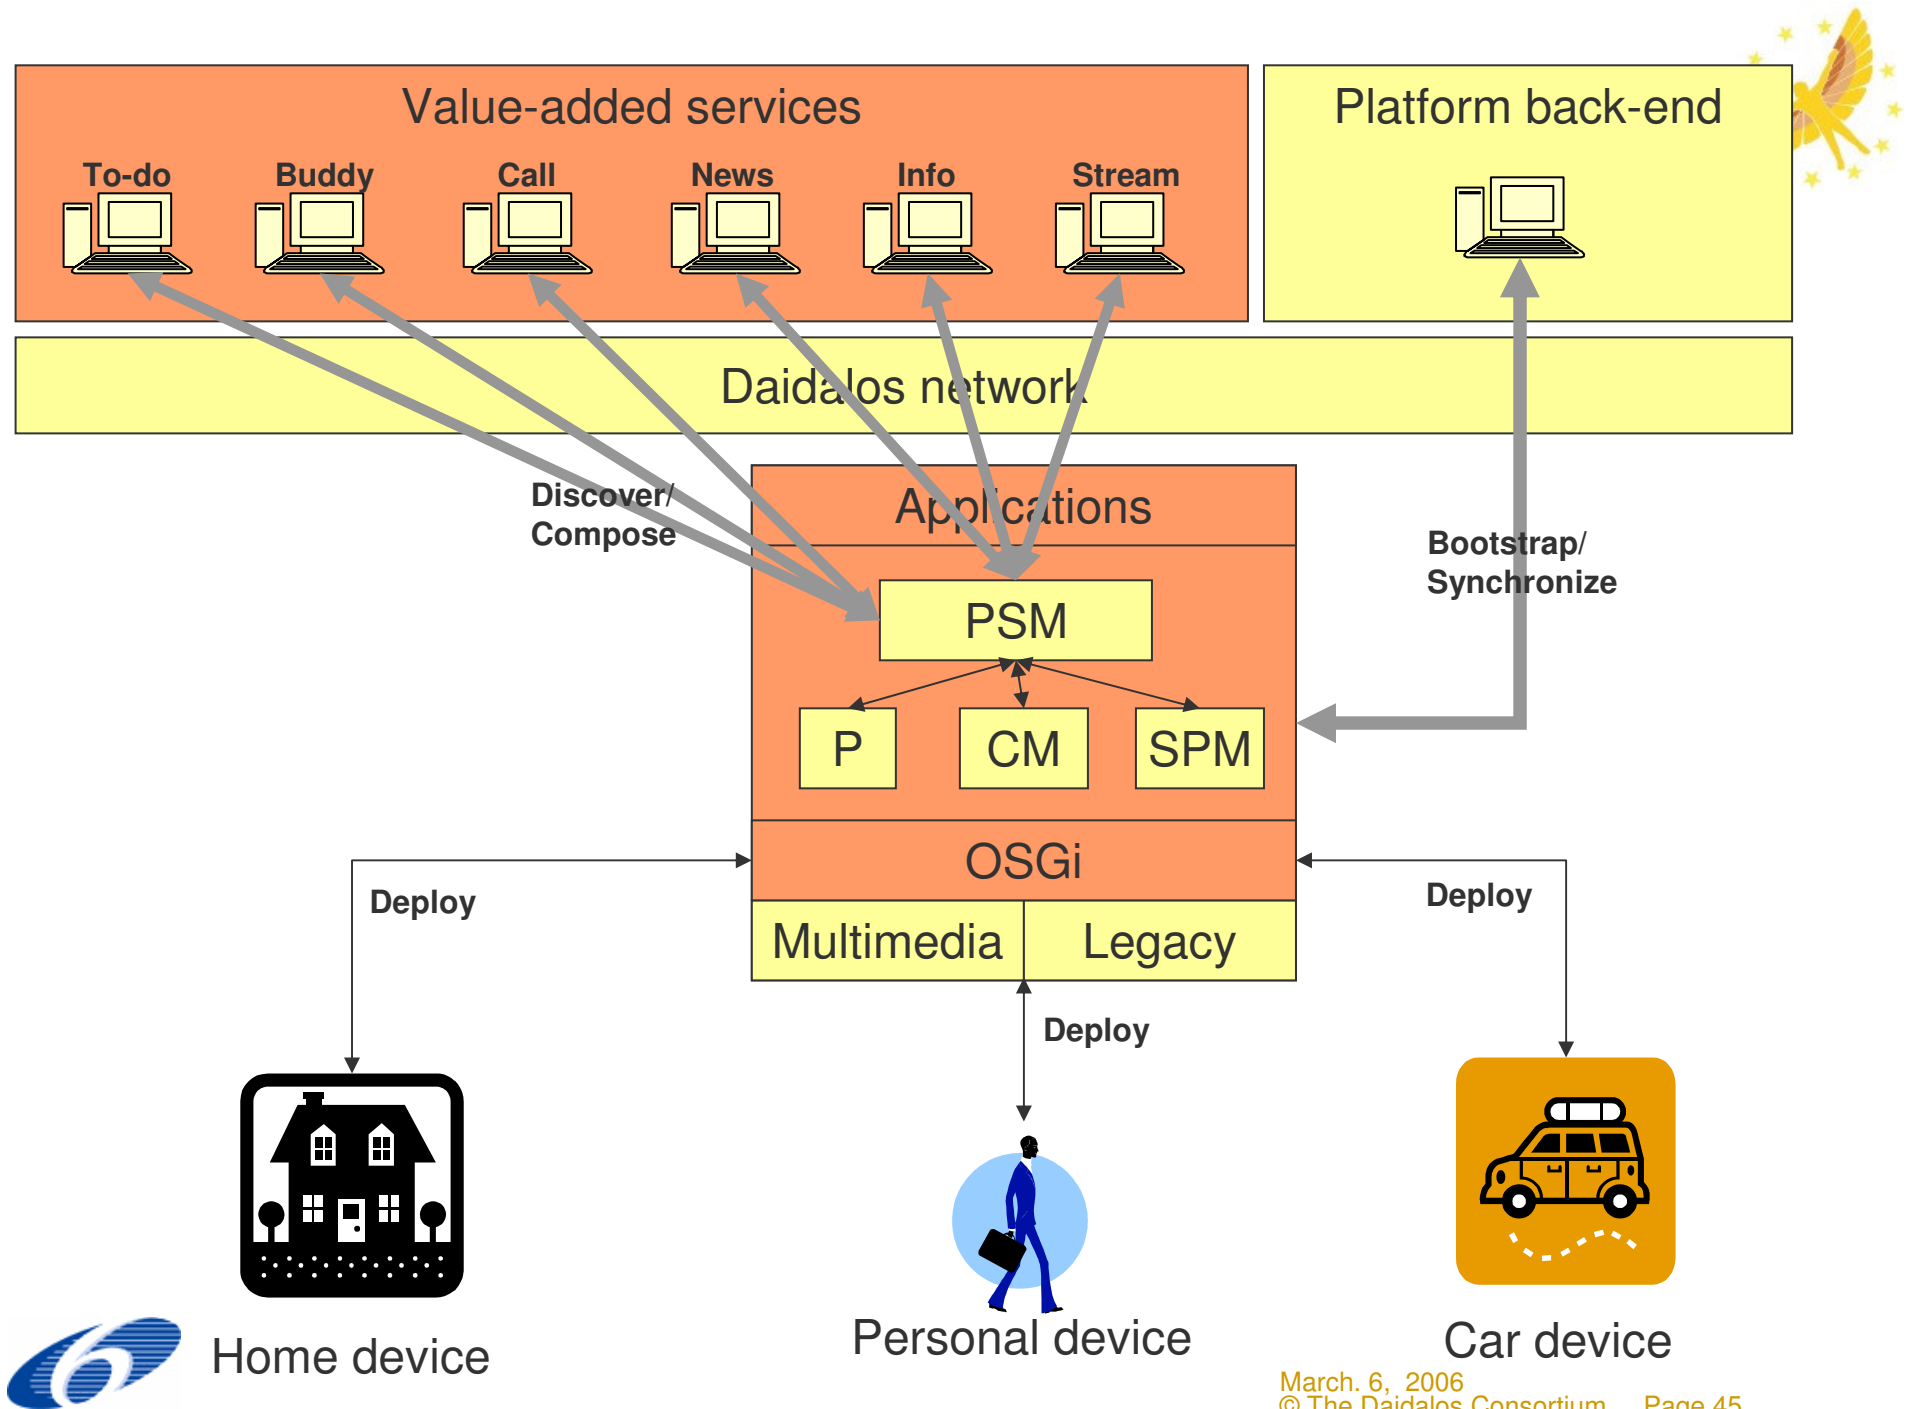 Value-added services
Platform back-end
To-do
Buddy
Call
News
Info
Stream
Daidalos network
Discover/
Compose
Applications
Bootstrap/
Synchronize
PSM
P
CM
SPM
OSGi
Deploy
Deploy
Multimedia
Legacy
Deploy
Home device
Personal device
Car device
March. 6, 2006
© The Daidalos Consortium Page 45